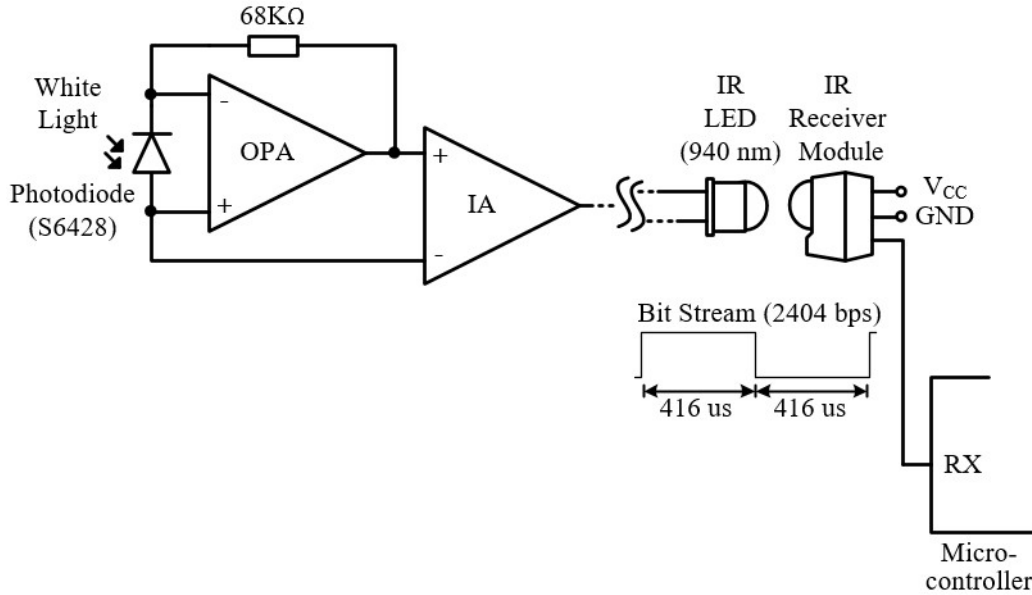 68KΩ
White
Light
Photodiode
(S6428)
-
+
OPA
+
-
IA
IR
LED
(940 nm)
IR
Receiver
Module
VCC
GND
Bit Stream (2404 bps)
416 us
416 us
RX
Micro-
controller